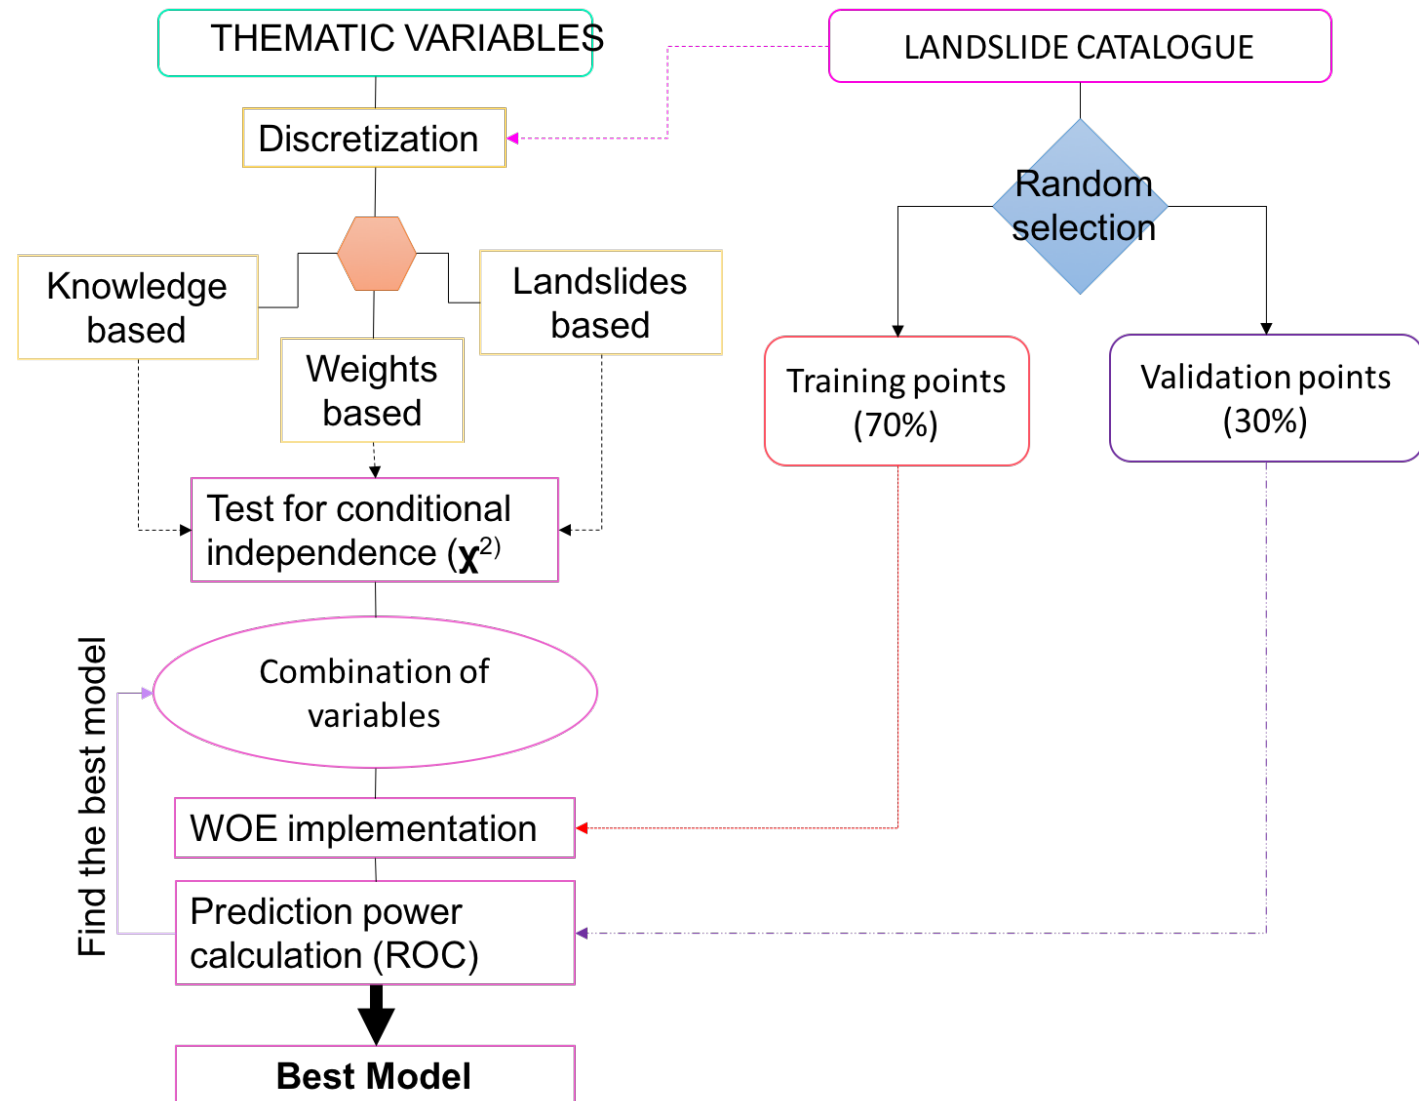 THEMATIC VARIABLES
LANDSLIDE CATALOGUE
Discretization
Random
selection
Knowledge
based
Landslides
based
Weights
based
Training points
(70%)
Validation points
(30%)
Test for conditional
independence (χ²⁾
Combination of
variables
Find the best model
WOE implementation
Prediction power
calculation (ROC)
Best Model